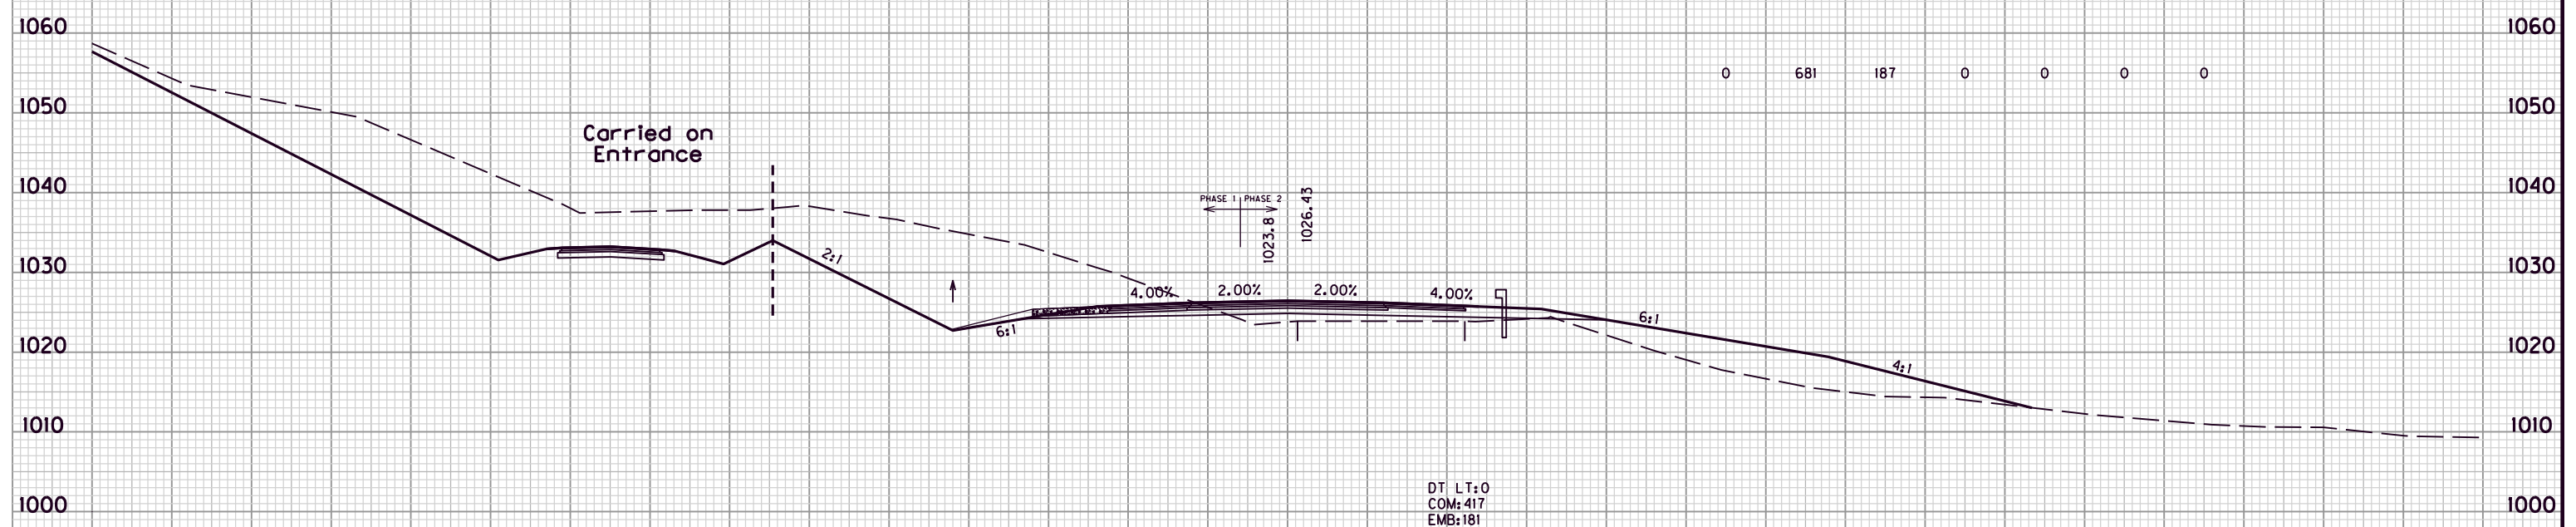 1060 1060
0 681 187 0 0 0 0
1050 1050
Carried on
Entrance
1040 1040
PHASE 1 PHASE 2
1023.8
1026.43
2:1
1030 1030
4.00% 2.00% 2.00% 4.00%
6:1 6:1
1020 1020
4:1
1010 1010
DT LT:0
1000 COM:417 1000
EMB:181